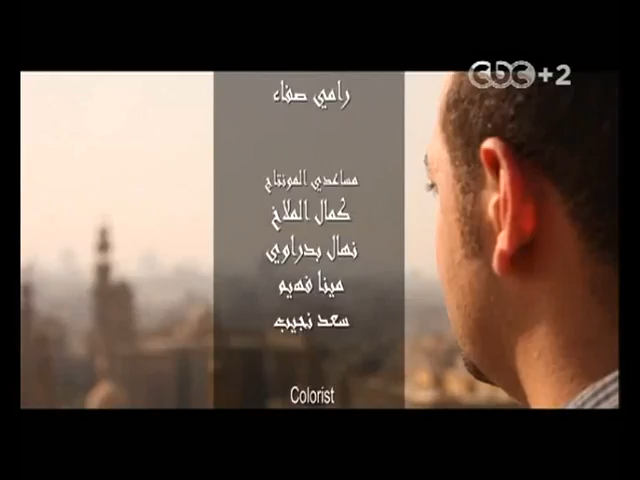 cbc +2
رامي صفاء
مساعدي المونتاج
كمال الملاخ
نهال بدراوي
مينا فهيم
سعد نجيب
Colorist